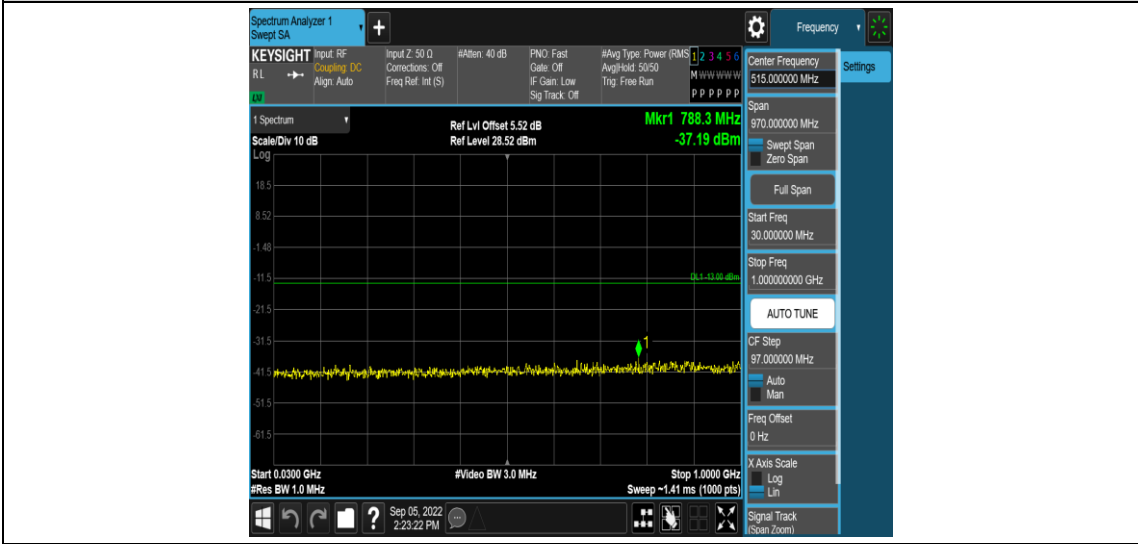 Spectrum Analyzer 1
Swept SA
+
Frequency
KEYSIGHT
RL
Input: RF
Coupling: DC
Align: Auto
Input Z: 50 Ω
Corrections: Off
Freq Ref: Int (S)
#Atten: 40 dB
PNO: Fast
Gate: Off
IF Gain: Low
Sig Track: Off
#Avg Type: Power (RMS
Avg|Hold: 50/50
Trig: Free Run
1 2 3 4 5 6
M W W W W W
P P P P P P
1 Spectrum
Scale/Div 10 dB
Log
Ref Lvl Offset 5.52 dB
Ref Level 28.52 dBm
Mkr1 788.3 MHz
-37.19 dBm
18.5
8.52
-1.48
-11.5
-21.5
-31.5
-41.5
-51.5
-61.5
DL1 -13.00 dBm
1
Start 0.0300 GHz
#Res BW 1.0 MHz
#Video BW 3.0 MHz
Stop 1.0000 GHz
Sweep ~1.41 ms (1000 pts)
?
Sep 05, 2022
2:23:22 PM
Center Frequency
515.000000 MHz
Span
970.000000 MHz
Swept Span
Zero Span
Full Span
Start Freq
30.000000 MHz
Stop Freq
1.000000000 GHz
AUTO TUNE
CF Step
97.000000 MHz
Auto
Man
Freq Offset
0 Hz
X Axis Scale
Log
Lin
Signal Track
(Span Zoom)
Settings